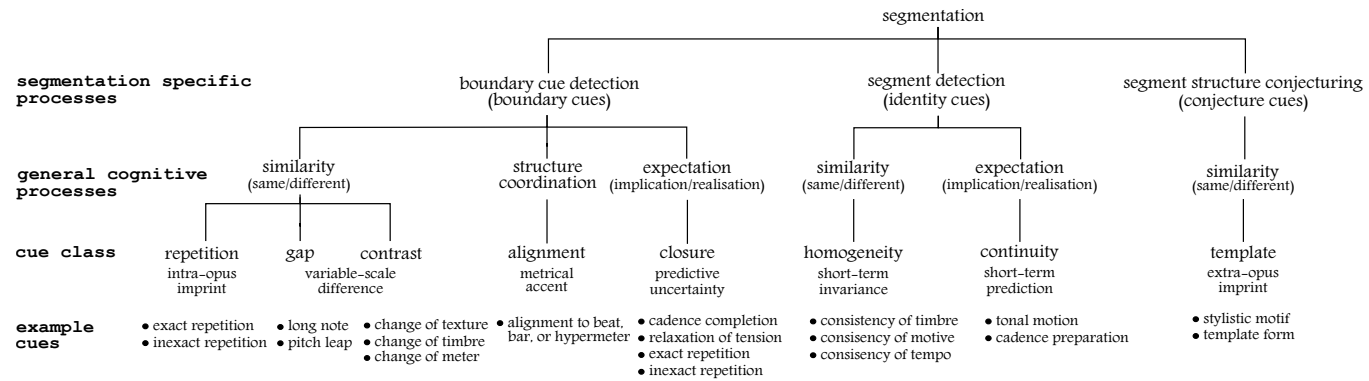 segmentation
segmentation specific
processes
boundary cue detection
(boundary cues)
segment detection
(identity cues)
segment structure conjecturing
(conjecture cues)
general cognitive
processes
similarity
(same/different)
structure
coordination
expectation
(implication/realisation)
similarity
(same/different)
expectation
(implication/realisation)
similarity
(same/different)
cue class
repetition
intra-opus
imprint
gap
contrast
variable-scale
difference
alignment
metrical
accent
closure
predictive
uncertainty
homogeneity
short-term
invariance
continuity
short-term
prediction
template
extra-opus
imprint
example
cues
• exact repetition
• inexact repetition
• long note
• pitch leap
• change of texture
• change of timbre
• change of meter
• alignment to beat,
bar, or hypermeter
• cadence completion
• relaxation of tension
• exact repetition
• inexact repetition
• consistency of timbre
• consisency of motive
• consisency of tempo
• tonal motion
• cadence preparation
• stylistic motif
• template form